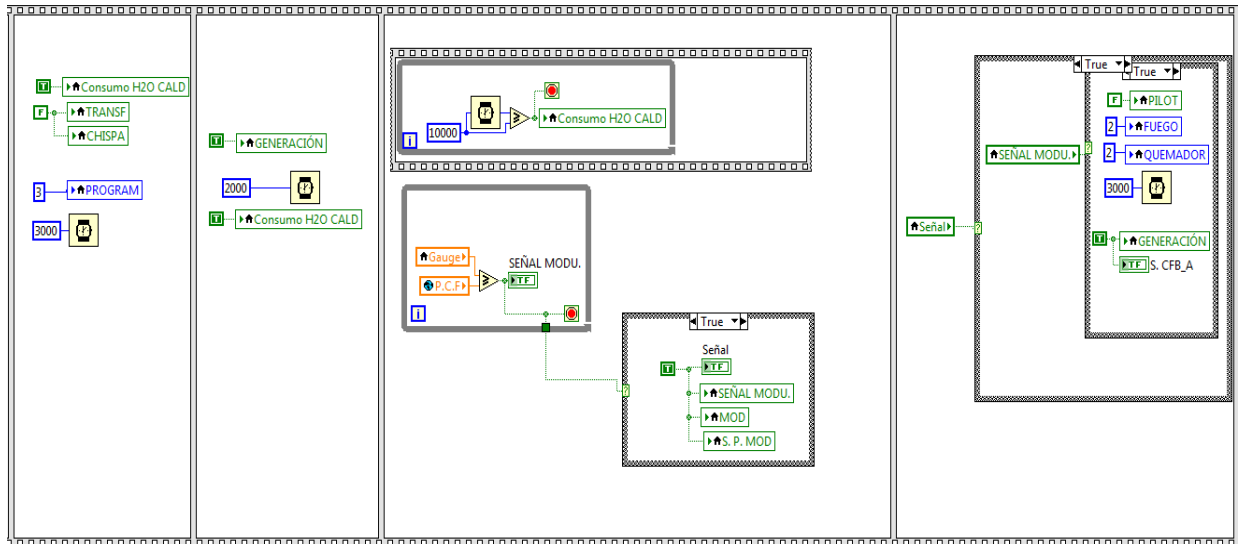 T Consumo H2O CALD
F TRANSF
CHISPA
3 PROGRAM
3000
T GENERACIÓN
2000
T Consumo H2O CALD
10000
Consumo H2O CALD
i
Gauge
SEÑAL MODU.
P.C.F
TF
i
True
Señal
T TF
SEÑAL MODU.
MOD
S. P. MOD
True
True
F PILOT
2 FUEGO
SEÑAL MODU. ?
2 QUEMADOR
3000
Señal ?
T GENERACIÓN
TF S. CFB_A
?